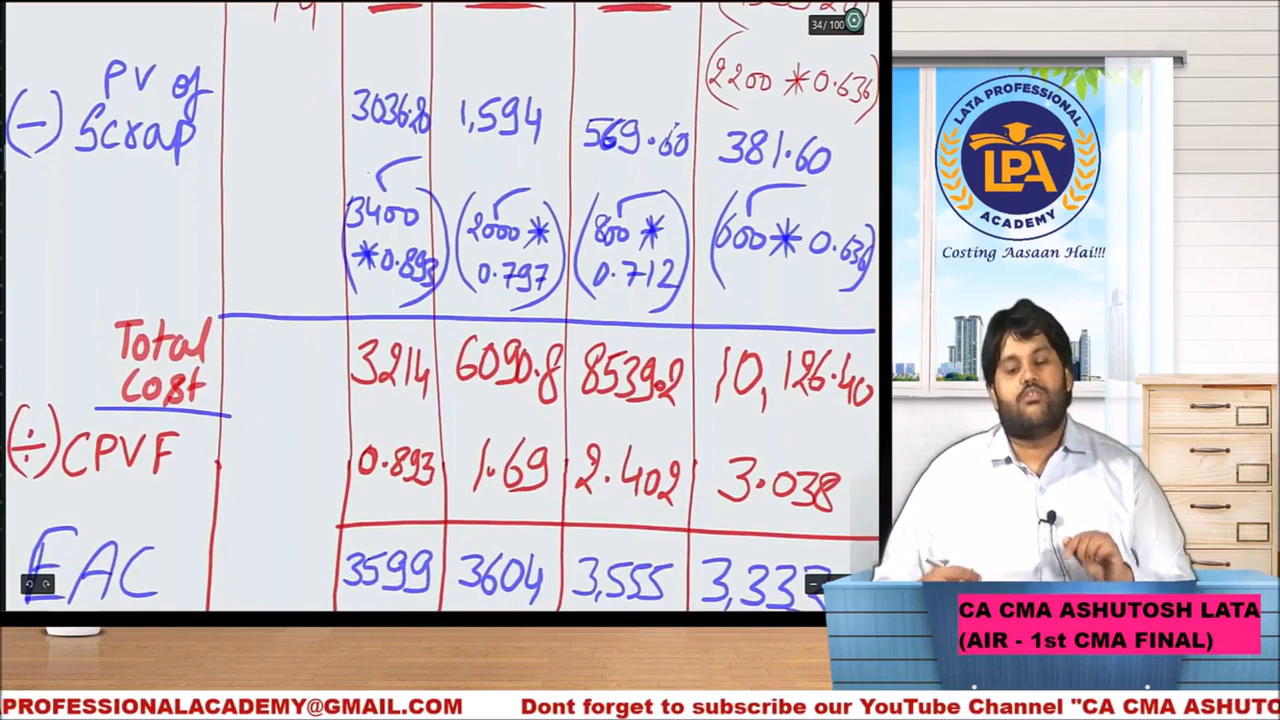 34/100
(2200 * 0.636)
(-) PV of Scrap
3036.20 1,594 569.60 381.60
(3400 * 0.893) (2000 * 0.797) (800 * 0.712) (600 * 0.636)
Total Cost
3214 6090.8 8539.2 10,126.40
(÷) CPVF 0.893 1.69 2.402 3.038
EAC 3599 3604 3,555 3,333
LATA PROFESSIONAL
LPA
ACADEMY
Costing Aasaan Hai!!!
CA CMA ASHUTOSH LATA
(AIR - 1st CMA FINAL)
PROFESSIONALACADEMY@GMAIL.COM Dont forget to subscribe our YouTube Channel "CA CMA ASHUTO